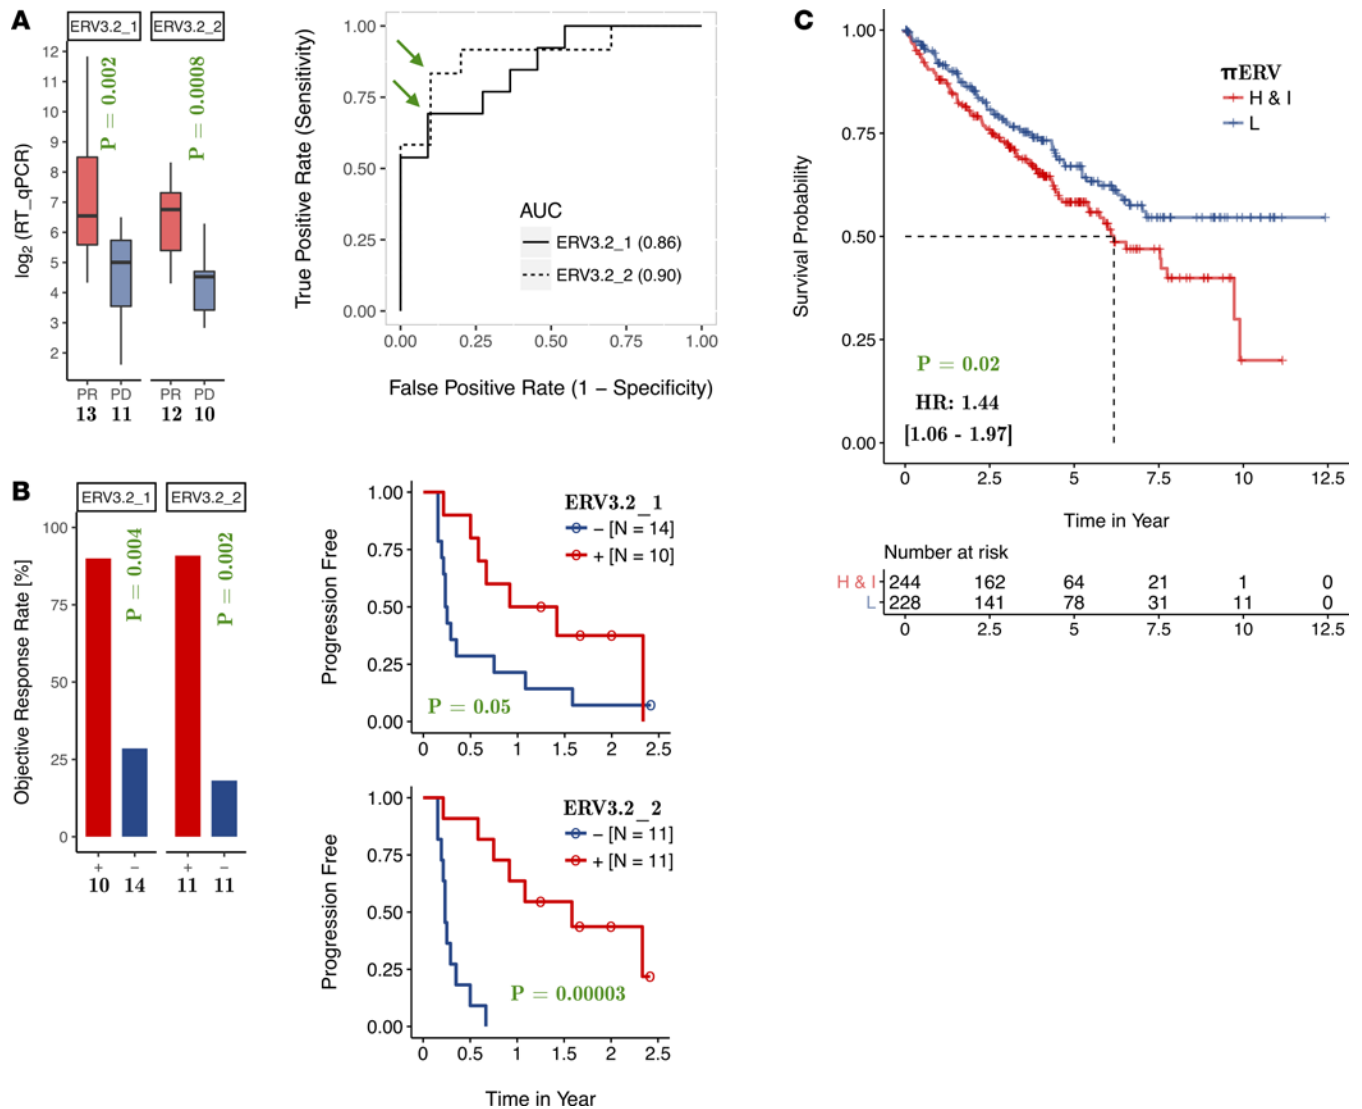 A
ERV3.2_1
ERV3.2_2
log2 (RT_qPCR)
12
11
10
9
8
7
6
5
4
3
2
P = 0.002
P = 0.0008
PR
PD
PR
PD
13
11
12
10
True Positive Rate (Sensitivity)
1.00
0.75
0.50
0.25
0.00
AUC
ERV3.2_1 (0.86)
ERV3.2_2 (0.90)
0.00
0.25
0.50
0.75
1.00
False Positive Rate (1 − Specificity)
B
ERV3.2_1
ERV3.2_2
Objective Response Rate [%]
100
75
50
25
0
P = 0.004
P = 0.002
+
−
+
−
10
14
11
11
Progression Free
1.00
0.75
0.50
0.25
0.00
ERV3.2_1
− [N = 14]
+ [N = 10]
P = 0.05
0
0.5
1
1.5
2
2.5
Progression Free
1.00
0.75
0.50
0.25
0.00
ERV3.2_2
− [N = 11]
+ [N = 11]
P = 0.00003
0
0.5
1
1.5
2
2.5
Time in Year
C
Survival Probability
1.00
0.75
0.50
0.25
0.00
πERV
H & I
L
P = 0.02
HR: 1.44
[1.06 - 1.97]
0
2.5
5
7.5
10
12.5
Time in Year
Number at risk
H & I 244 162 64 21 1 0
L 228 141 78 31 11 0
0 2.5 5 7.5 10 12.5